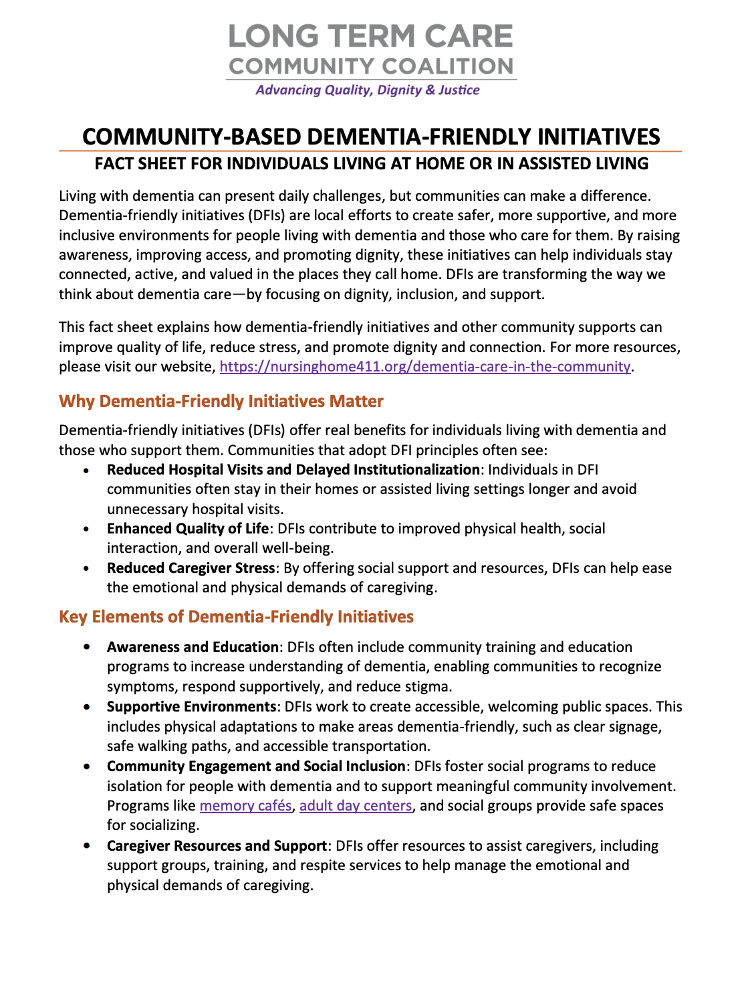 LONG TERM CARE
COMMUNITY COALITION
Advancing Quality, Dignity & Justice
COMMUNITY-BASED DEMENTIA-FRIENDLY INITIATIVES
FACT SHEET FOR INDIVIDUALS LIVING AT HOME OR IN ASSISTED LIVING
Living with dementia can present daily challenges, but communities can make a difference.
Dementia-friendly initiatives (DFIs) are local efforts to create safer, more supportive, and more
inclusive environments for people living with dementia and those who care for them. By raising
awareness, improving access, and promoting dignity, these initiatives can help individuals stay
connected, active, and valued in the places they call home. DFIs are transforming the way we
think about dementia care—by focusing on dignity, inclusion, and support.
This fact sheet explains how dementia-friendly initiatives and other community supports can
improve quality of life, reduce stress, and promote dignity and connection. For more resources,
please visit our website, https://nursinghome411.org/dementia-care-in-the-community.
Why Dementia-Friendly Initiatives Matter
Dementia-friendly initiatives (DFIs) offer real benefits for individuals living with dementia and
those who support them. Communities that adopt DFI principles often see:
• Reduced Hospital Visits and Delayed Institutionalization: Individuals in DFI
communities often stay in their homes or assisted living settings longer and avoid
unnecessary hospital visits.
• Enhanced Quality of Life: DFIs contribute to improved physical health, social
interaction, and overall well-being.
• Reduced Caregiver Stress: By offering social support and resources, DFIs can help ease
the emotional and physical demands of caregiving.
Key Elements of Dementia-Friendly Initiatives
• Awareness and Education: DFIs often include community training and education
programs to increase understanding of dementia, enabling communities to recognize
symptoms, respond supportively, and reduce stigma.
• Supportive Environments: DFIs work to create accessible, welcoming public spaces. This
includes physical adaptations to make areas dementia-friendly, such as clear signage,
safe walking paths, and accessible transportation.
• Community Engagement and Social Inclusion: DFIs foster social programs to reduce
isolation for people with dementia and to support meaningful community involvement.
Programs like memory cafés, adult day centers, and social groups provide safe spaces
for socializing.
• Caregiver Resources and Support: DFIs offer resources to assist caregivers, including
support groups, training, and respite services to help manage the emotional and
physical demands of caregiving.